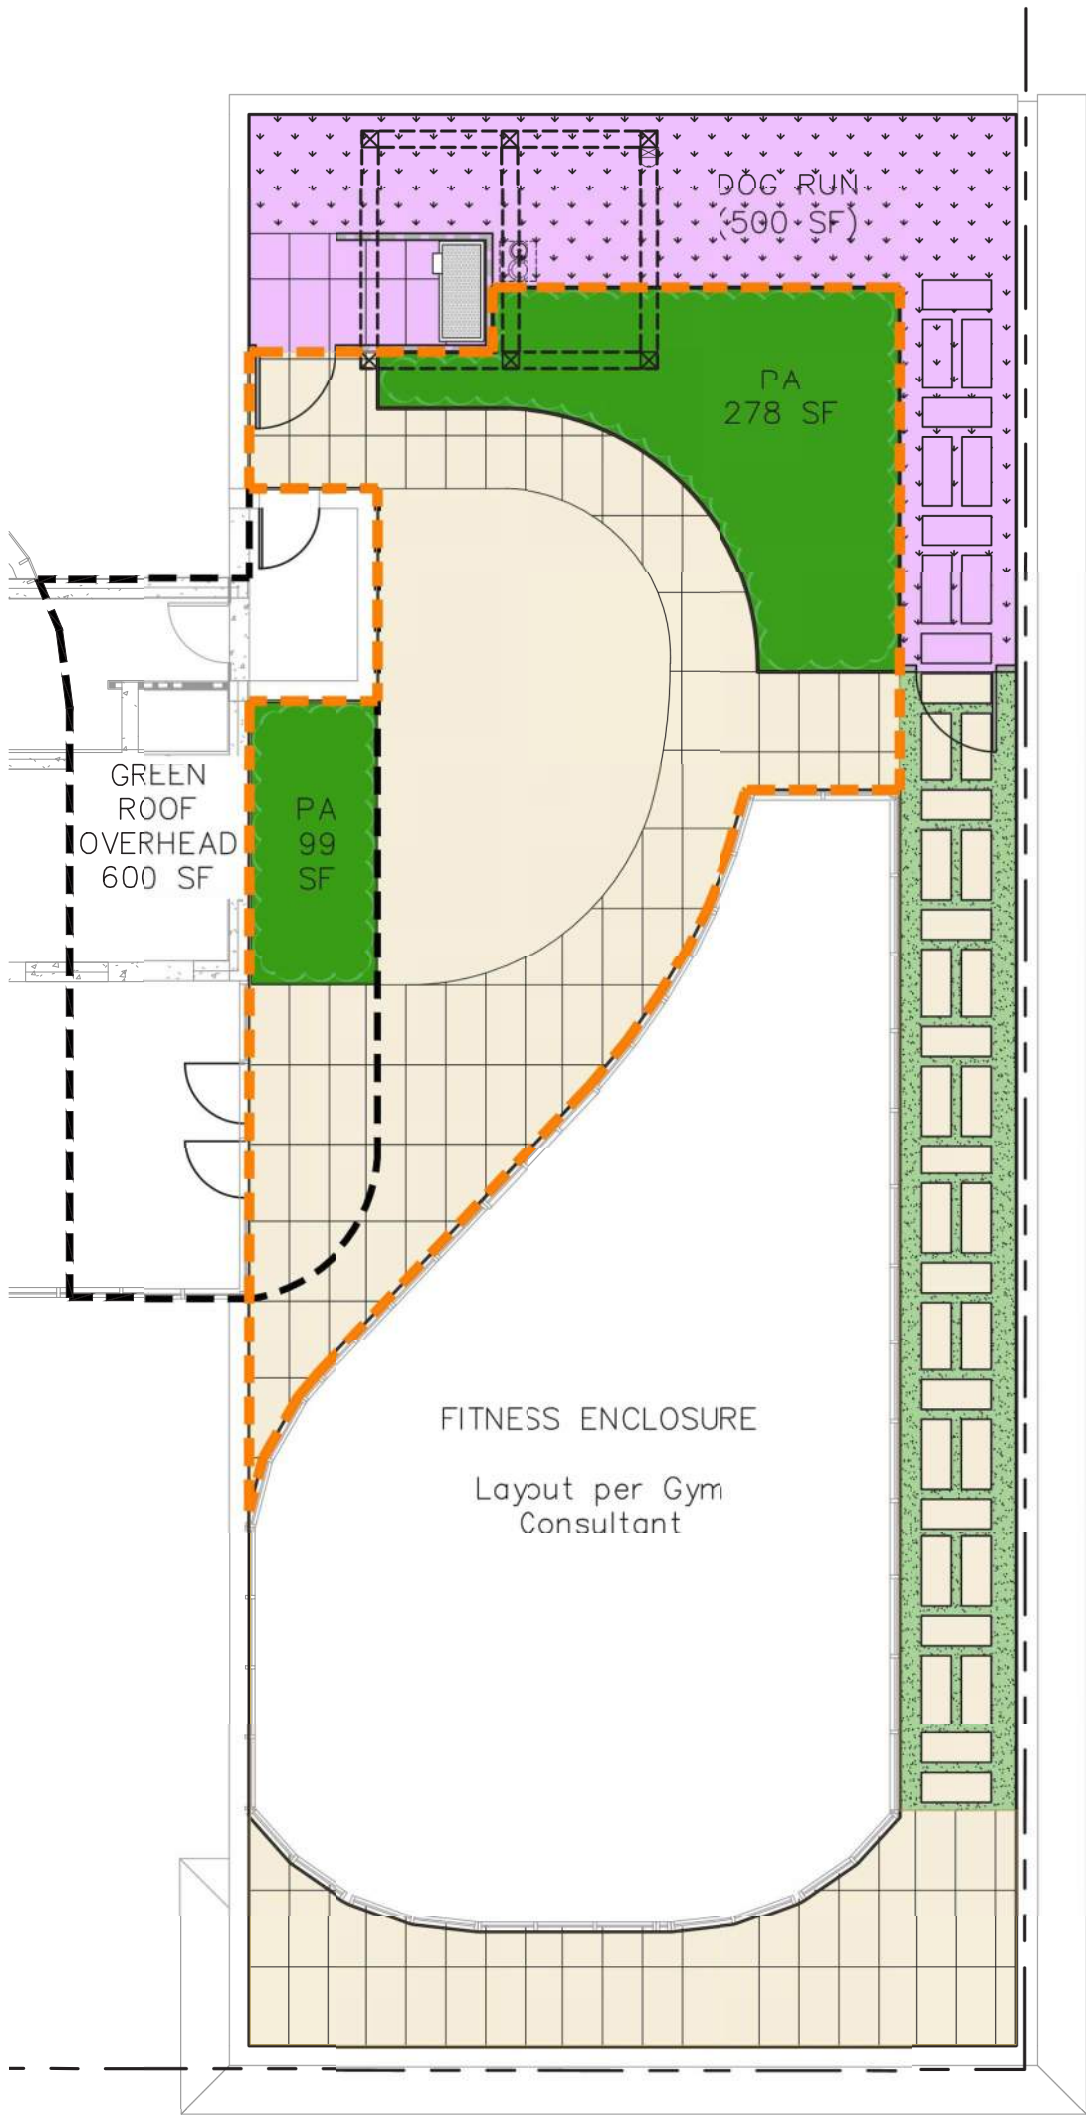 DOG RUN
(500 SF)
PA
278 SF
GREEN
ROOF
OVERHEAD
600 SF
PA
99
SF
FITNESS ENCLOSURE
Layout per Gym
Consultant